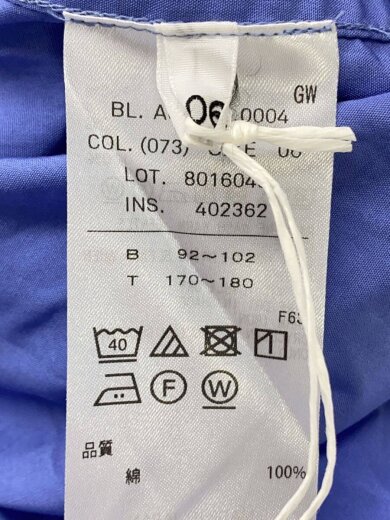 GW
BL. A 06 0004
COL. (073) 06
LOT. 801604
INS. 402362
B 92〜102
T 170〜180
F6
40
F W
品質
綿 100%